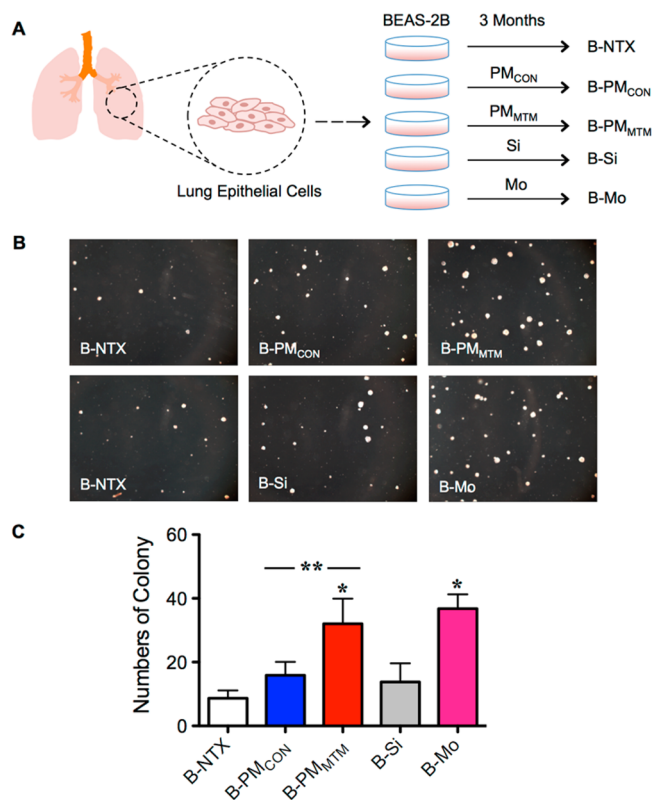 A
BEAS-2B 3 Months
B-NTX
PMCON
B-PMCON
PMMTM
B-PMMTM
Si
B-Si
Mo
B-Mo
Lung Epithelial Cells
B
B-NTX
B-PMCON
B-PMMTM
B-NTX
B-Si
B-Mo
C
Numbers of Colony
60
40
20
0
**
*
*
B-NTX
B-PMCON
B-PMMTM
B-Si
B-Mo